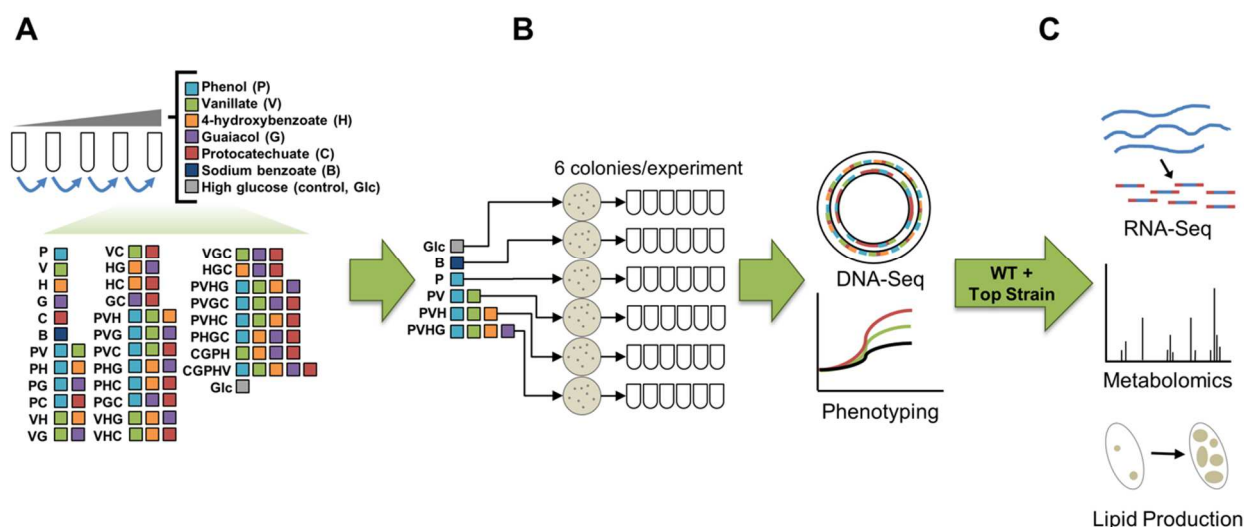 A
B
C
Phenol (P)
Vanillate (V)
4-hydroxybenzoate (H)
Guaiacol (G)
Protocatechuate (C)
Sodium benzoate (B)
High glucose (control, Glc)
P
V
H
G
C
B
PV
PH
PG
PC
VH
VG
VC
HG
HC
GC
PVH
PVG
PVC
PHG
PHC
PGC
VHG
VHC
VGC
HGC
PVHG
PVGC
PVHC
PHGC
CGPH
CGPHV
Glc
6 colonies/experiment
Glc
B
P
PV
PVH
PVHG
DNA-Seq
Phenotyping
WT +
Top Strain
RNA-Seq
Metabolomics
Lipid Production